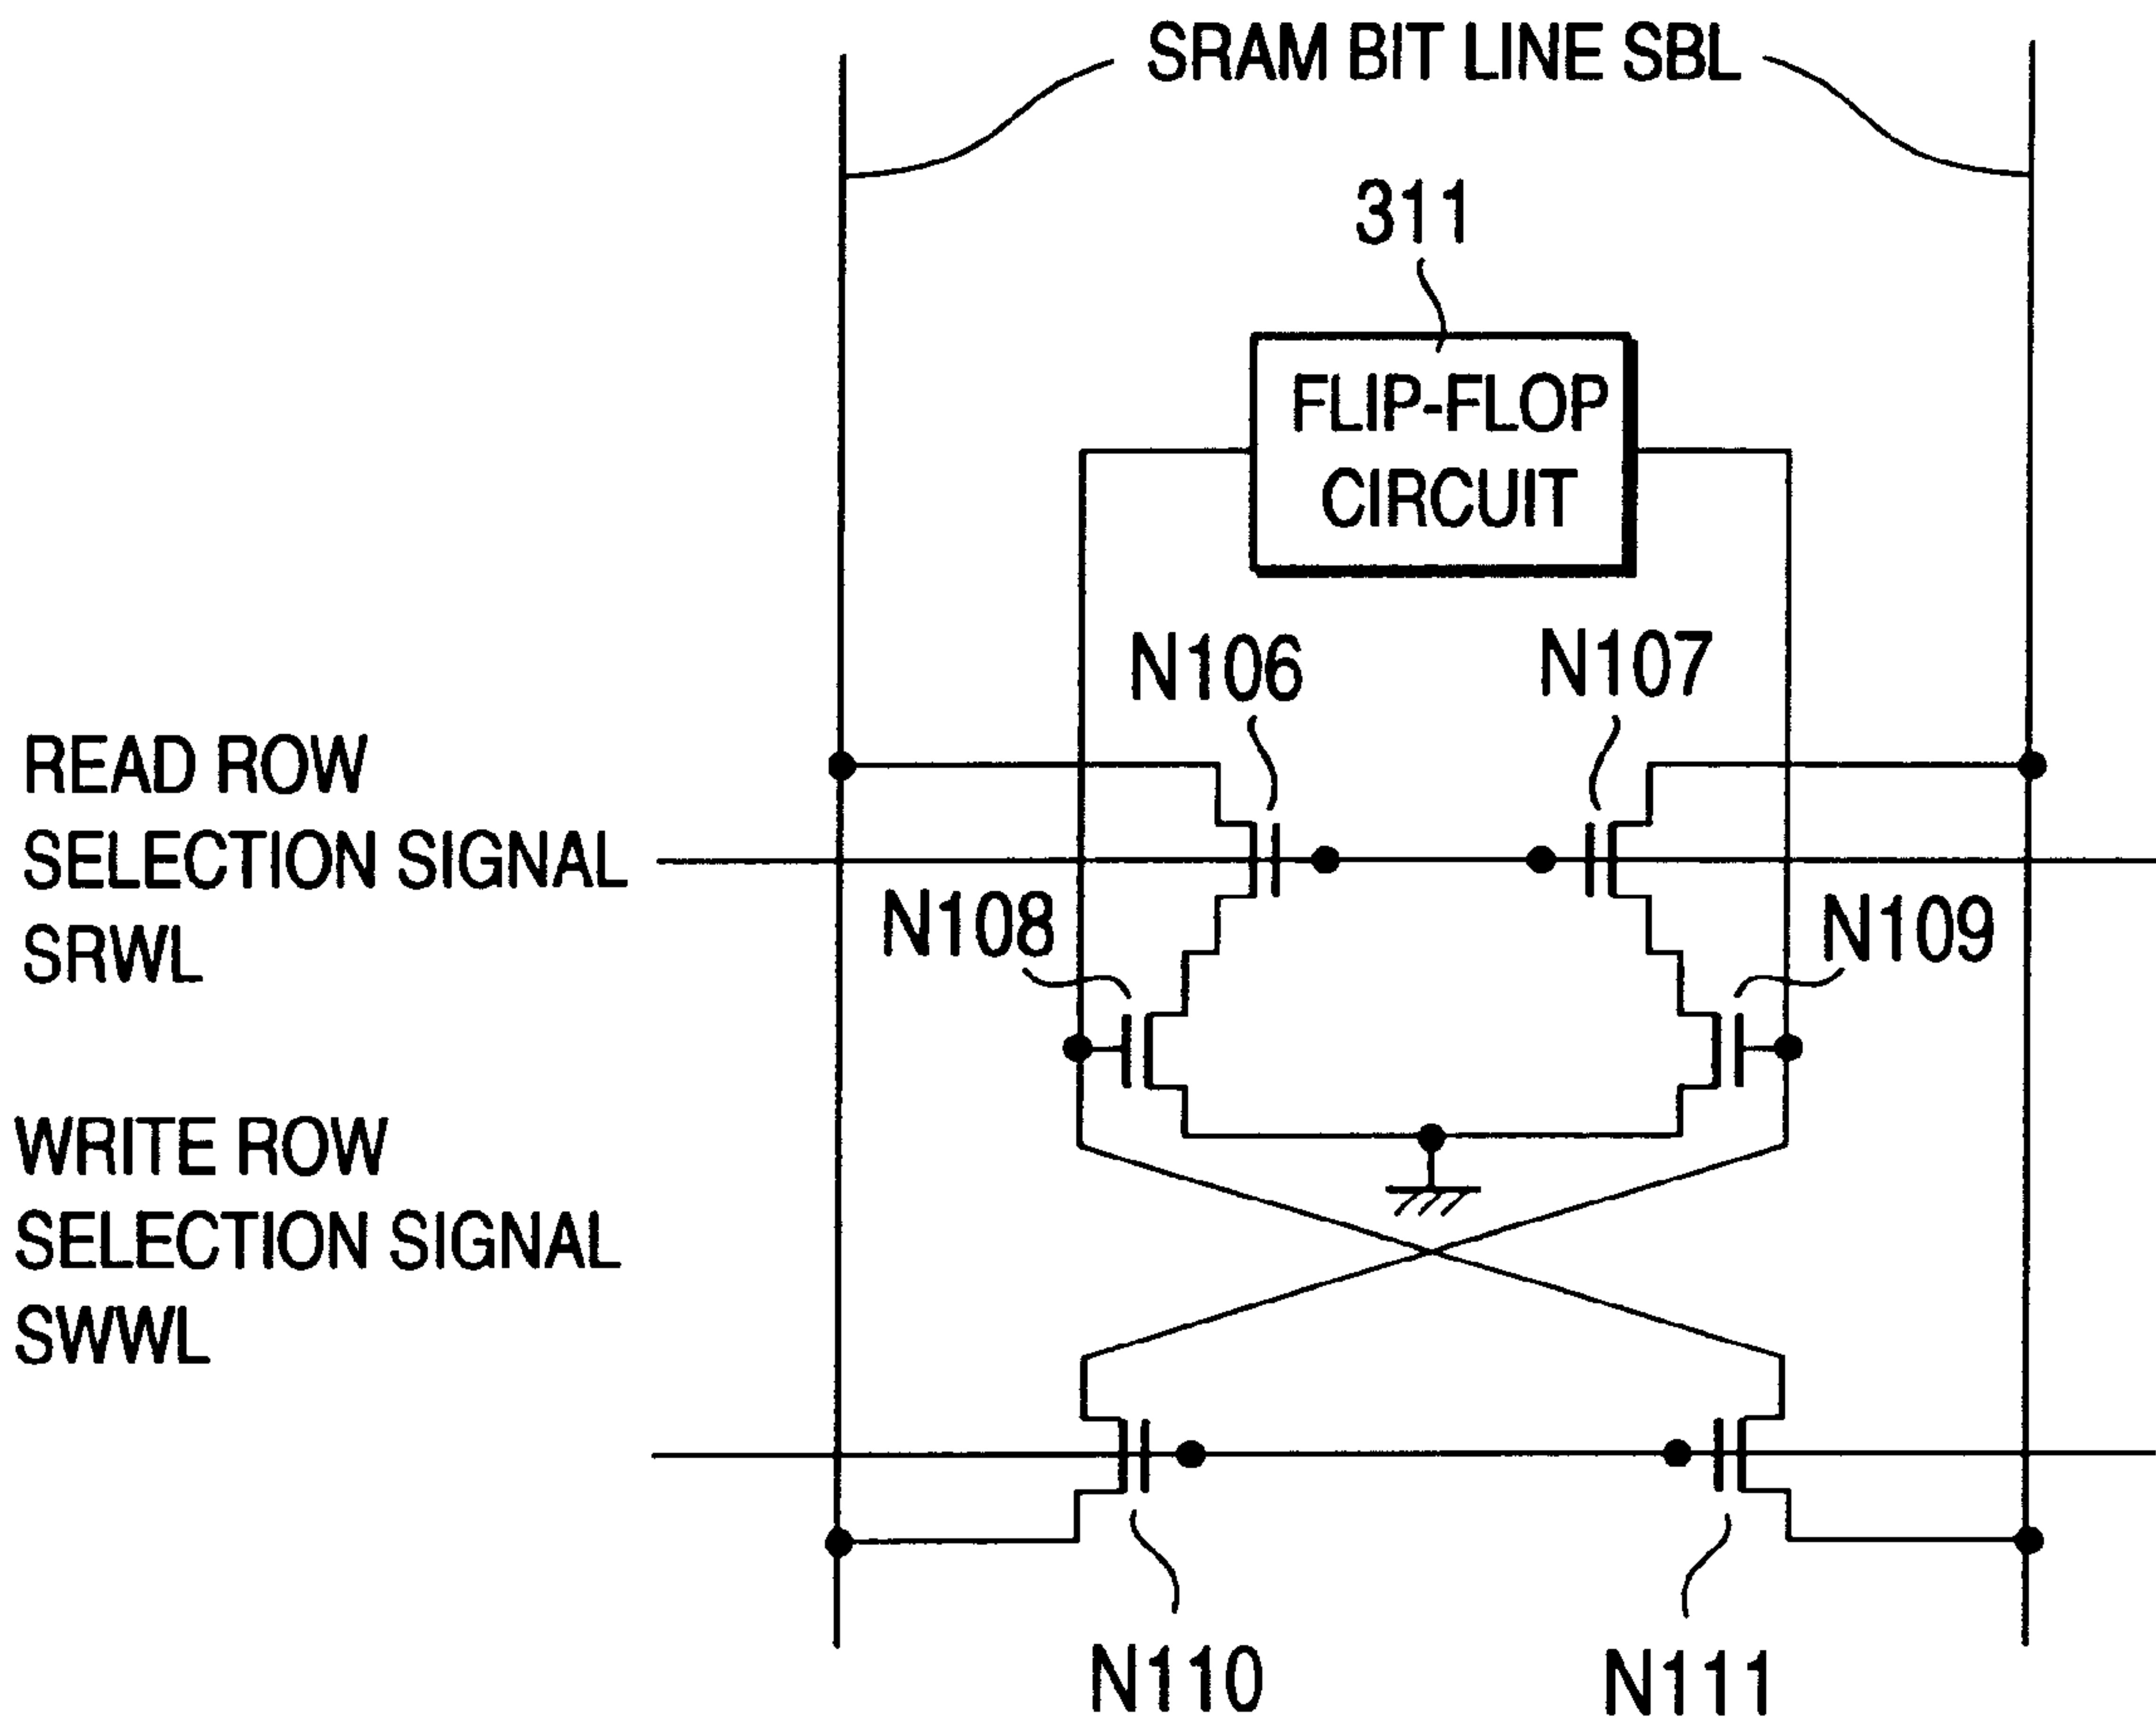 SRAM BIT LINE SBL
311
FLIP-FLOP
CIRCUIT
N106
N107
READ ROW
SELECTION SIGNAL
SRWL
N108
N109
WRITE ROW
SELECTION SIGNAL
SWWL
N110
N111